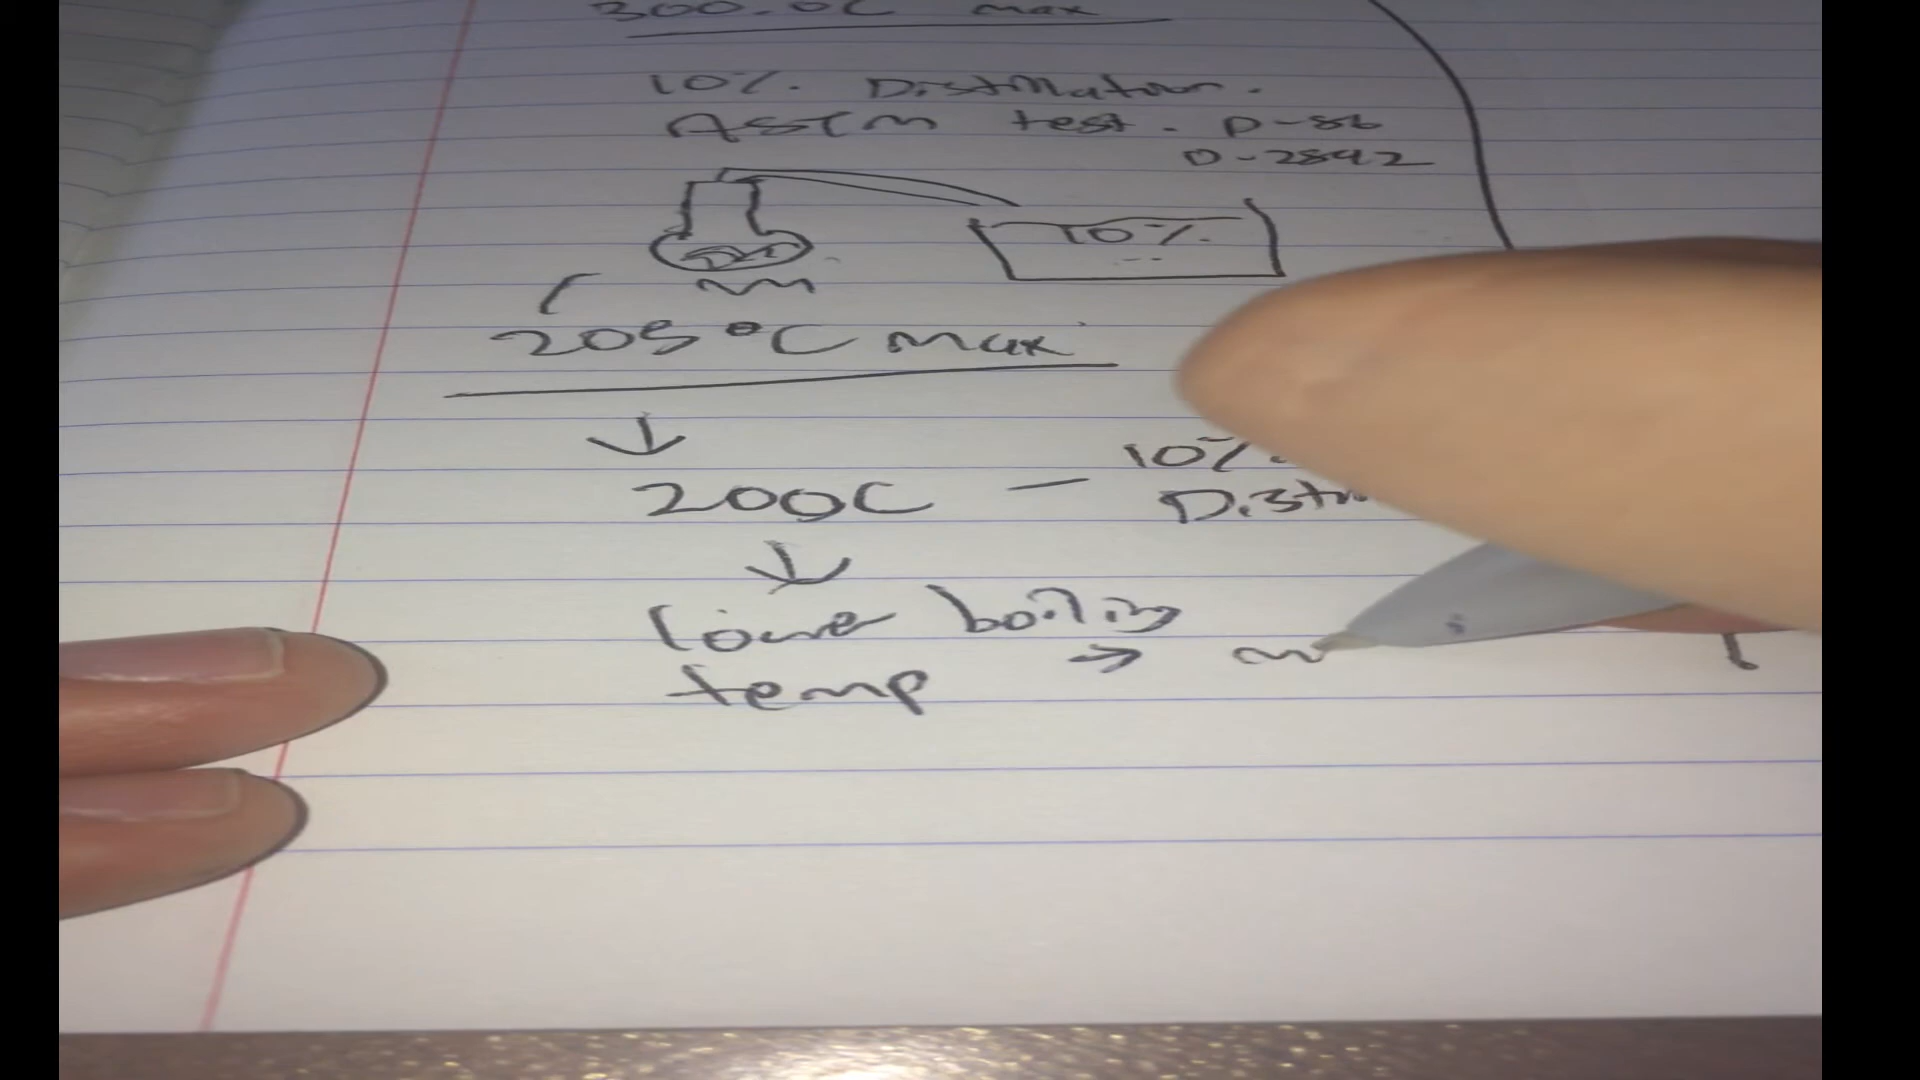 300.0C max
10%. Distillation.
ASTM test. D-86
D-2892
10%.
205°C Max
200C - 10%.
Dist
lower boiling
temp →